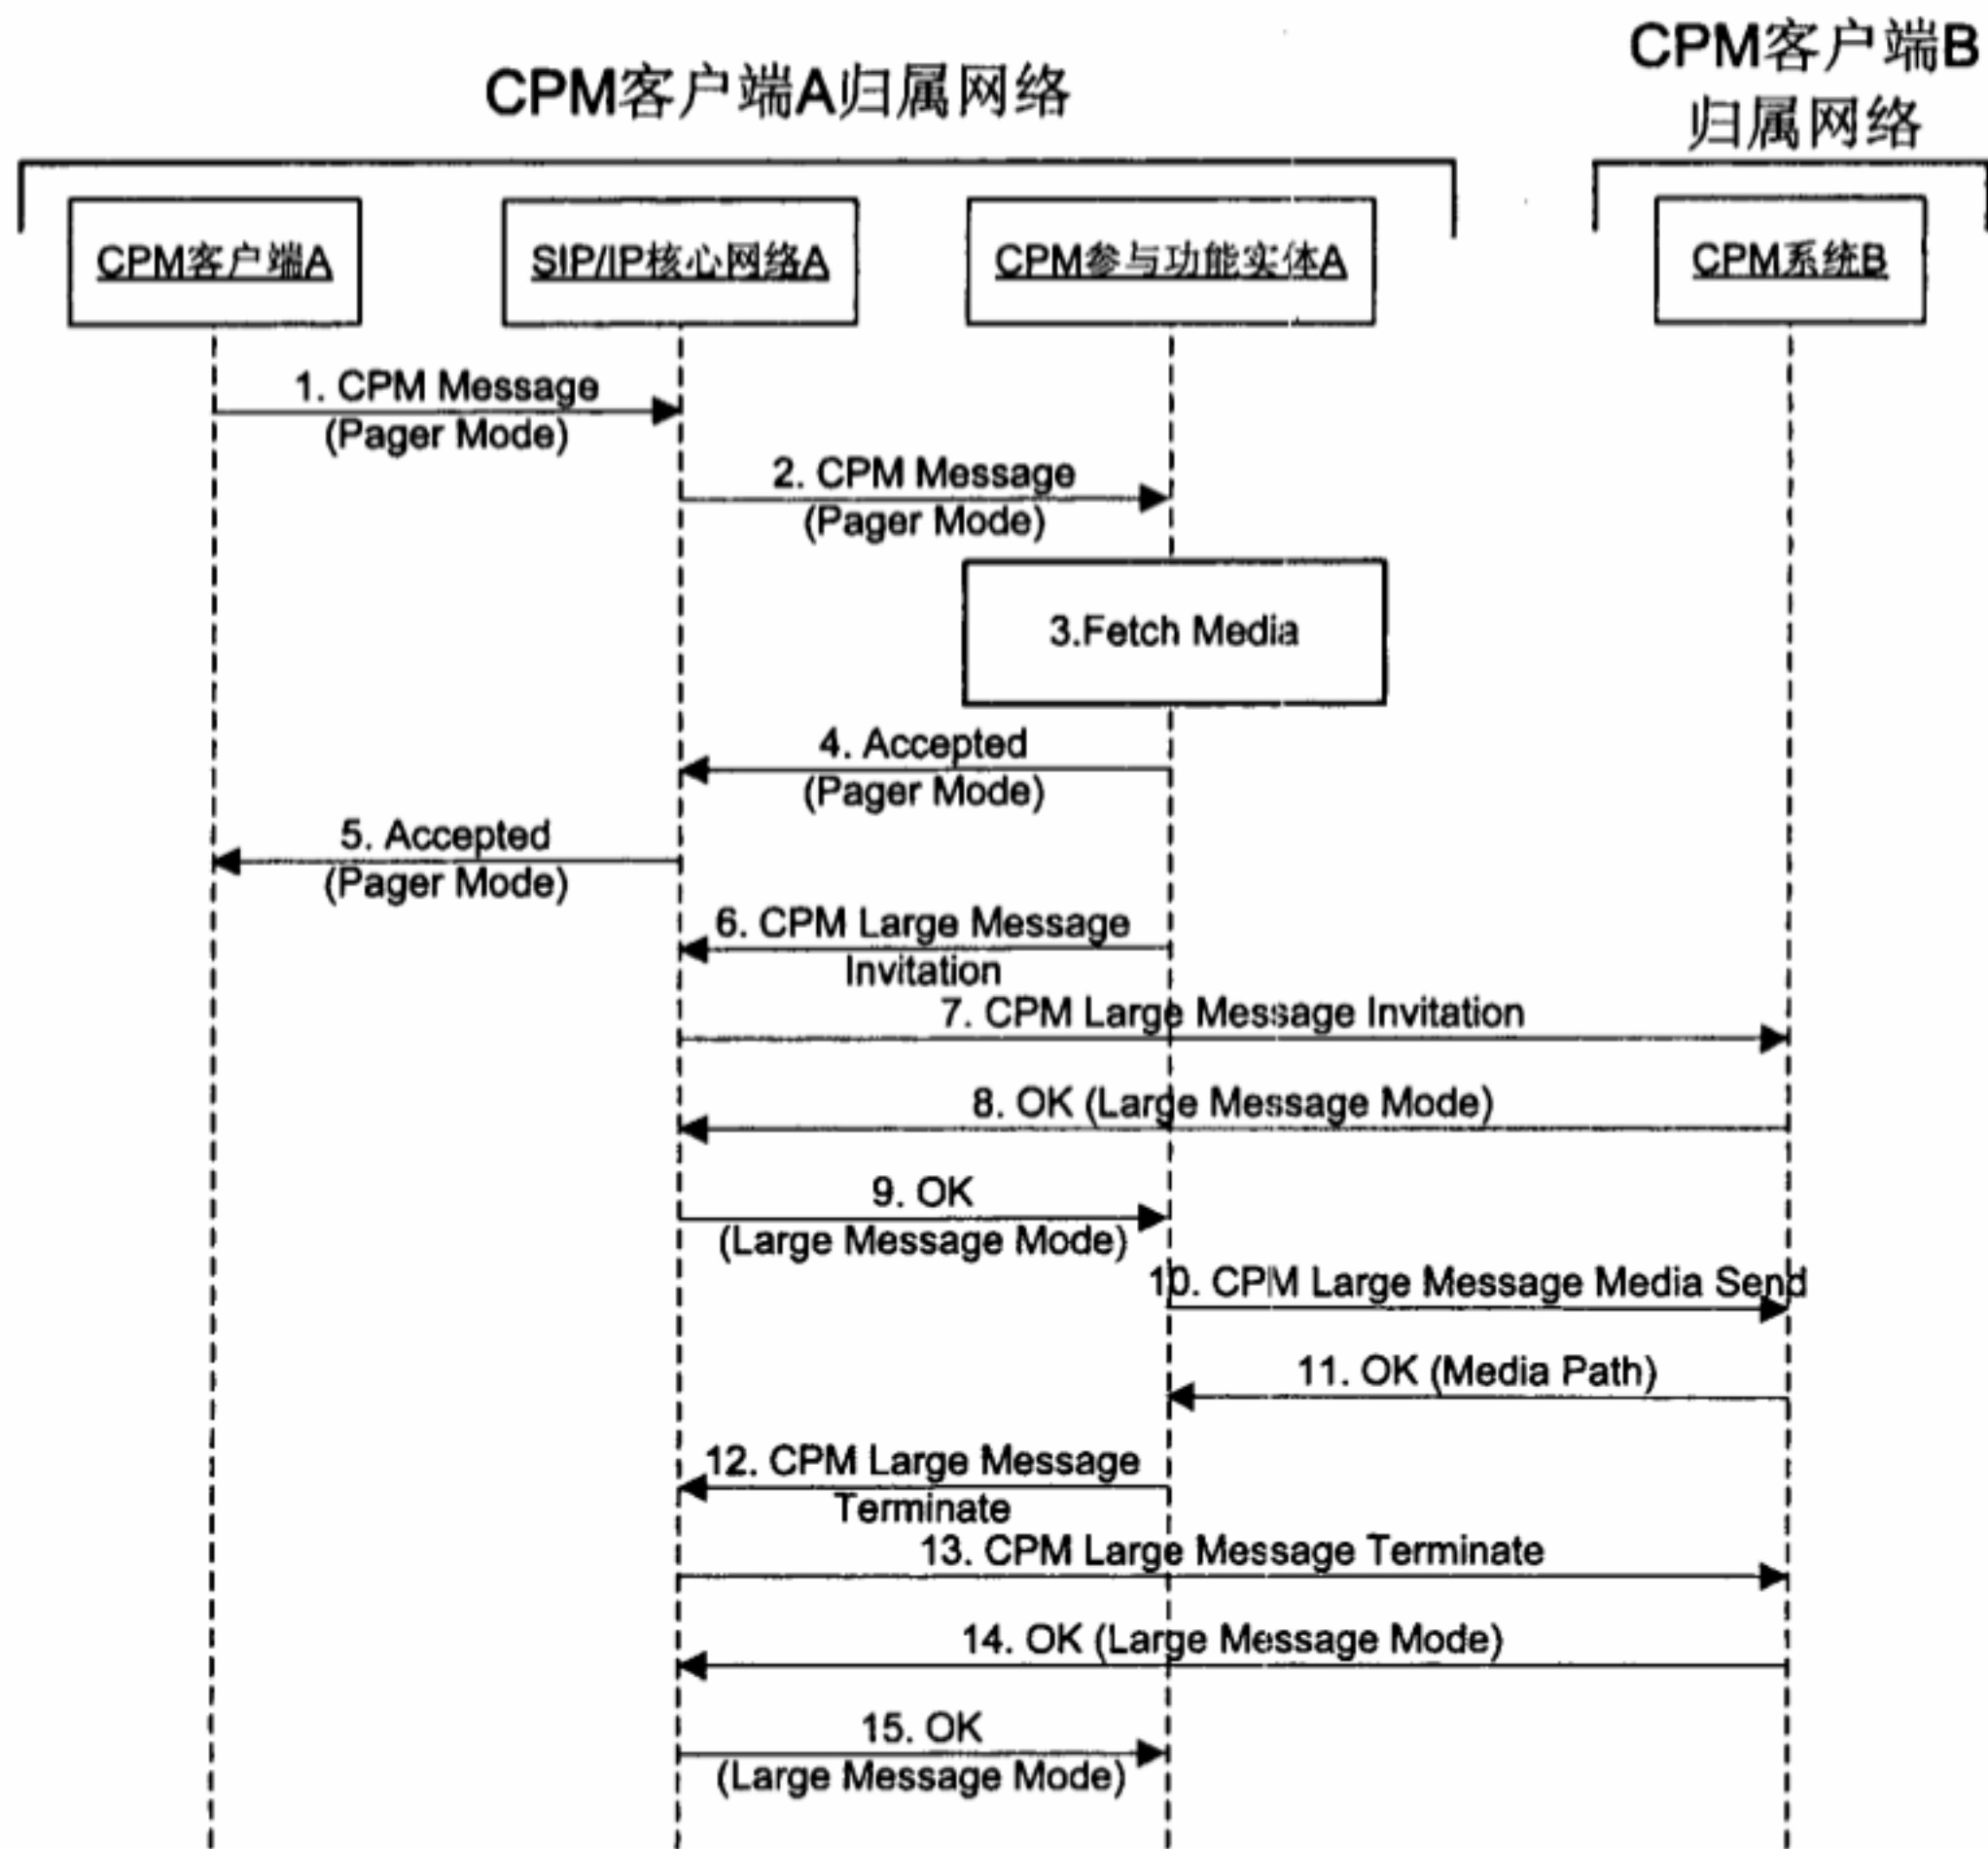 CPM客户端A归属网络
CPM客户端B
归属网络
CPM客户端A
SIP/IP核心网络A
CPM参与功能实体A
CPM系统B
1. CPM Message
(Pager Mode)
2. CPM Message
(Pager Mode)
3.Fetch Media
4. Accepted
(Pager Mode)
5. Accepted
(Pager Mode)
6. CPM Large Message
Invitation
7. CPM Large Message Invitation
8. OK (Large Message Mode)
9. OK
(Large Message Mode)
10. CPM Large Message Media Send
11. OK (Media Path)
12. CPM Large Message
Terminate
13. CPM Large Message Terminate
14. OK (Large Message Mode)
15. OK
(Large Message Mode)